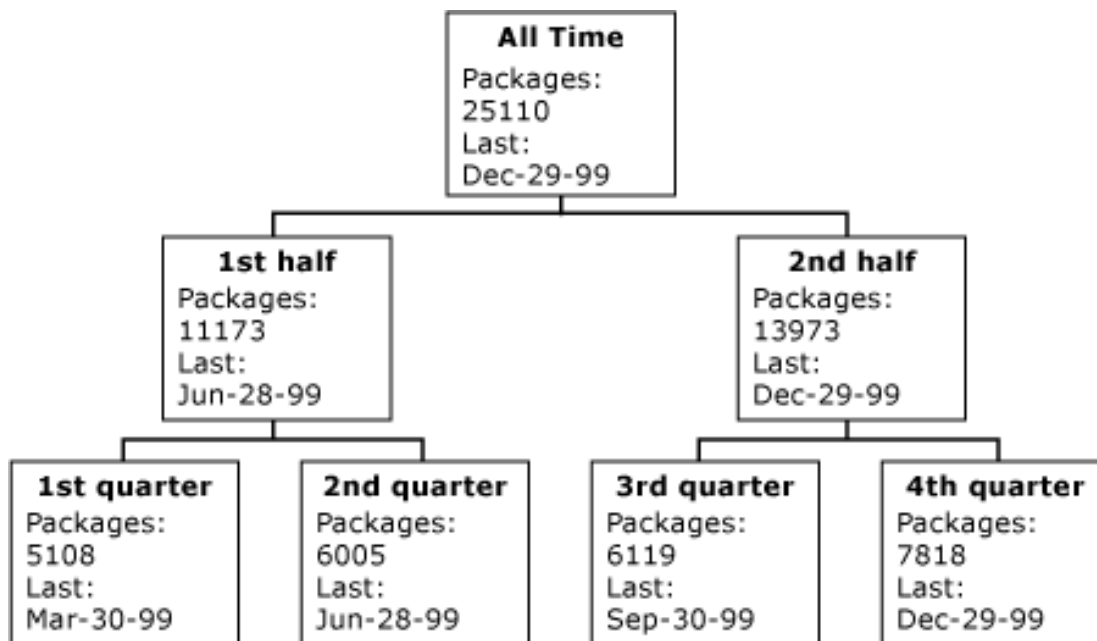 All Time
Packages:
25110
Last:
Dec-29-99
1st half
Packages:
11173
Last:
Jun-28-99
2nd half
Packages:
13973
Last:
Dec-29-99
1st quarter
Packages:
5108
Last:
Mar-30-99
2nd quarter
Packages:
6005
Last:
Jun-28-99
3rd quarter
Packages:
6119
Last:
Sep-30-99
4th quarter
Packages:
7818
Last:
Dec-29-99